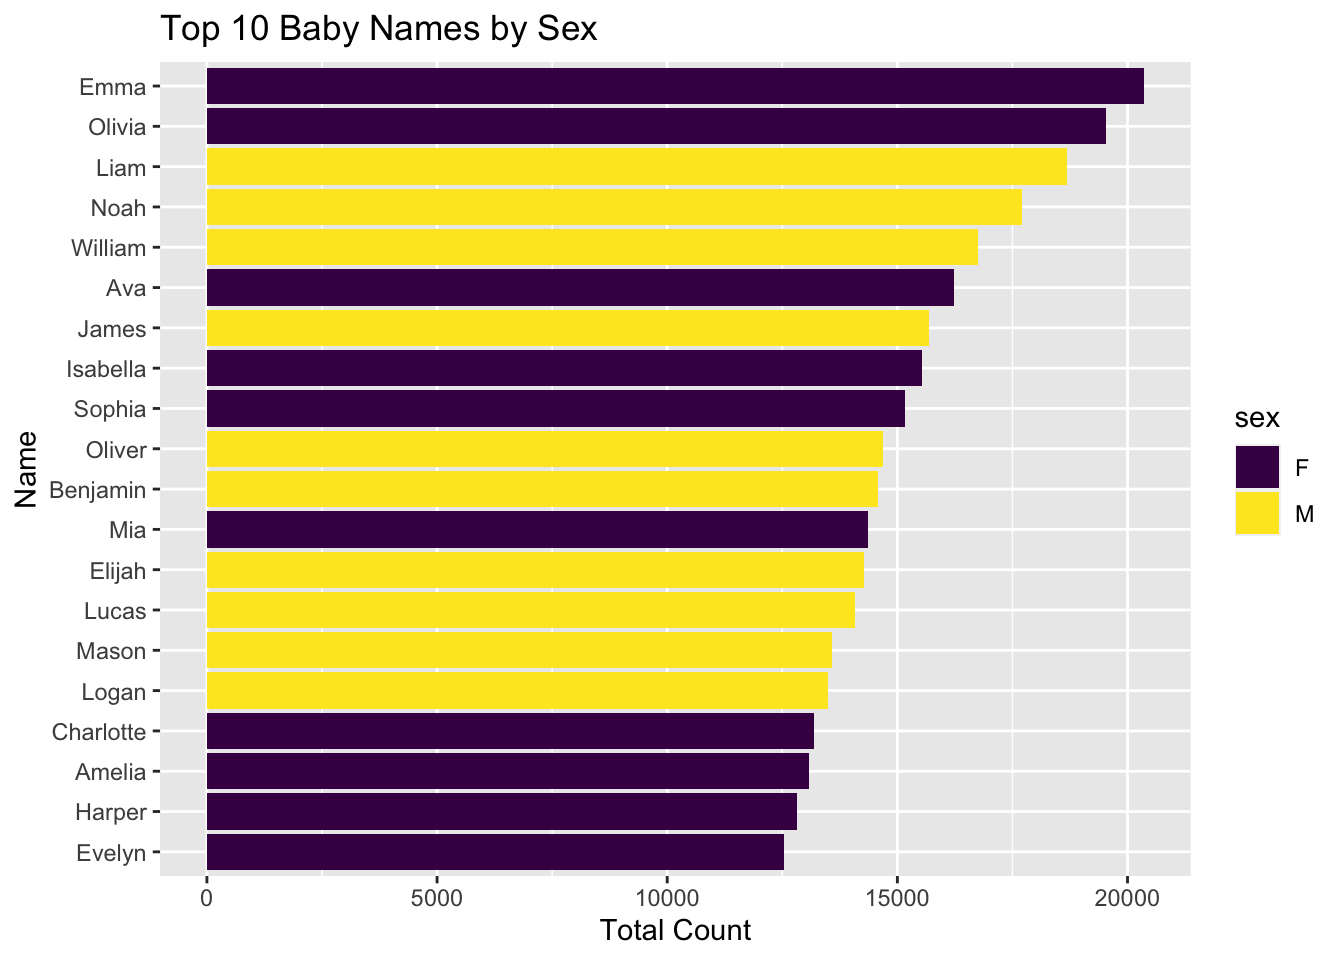 Top 10 Baby Names by Sex
Emma
Olivia
Liam
Noah
William
Ava
James
Isabella
Sophia
Oliver
Benjamin
Mia
Elijah
Lucas
Mason
Logan
Charlotte
Amelia
Harper
Evelyn
Name
0 5000 10000 15000 20000
Total Count
sex
F
M